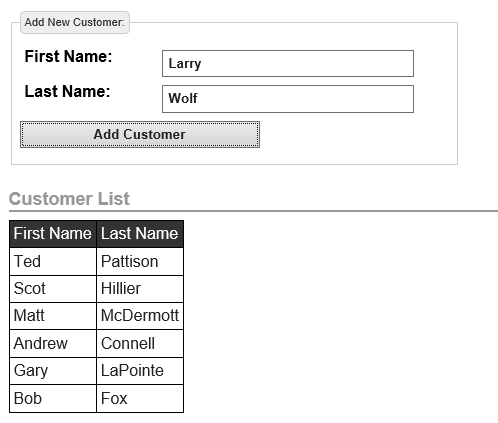 Add New Customer:
First Name: Larry
Last Name: Wolf
Add Customer
Customer List
First Name Last Name
Ted Pattison
Scot Hillier
Matt McDermott
Andrew Connell
Gary LaPointe
Bob Fox